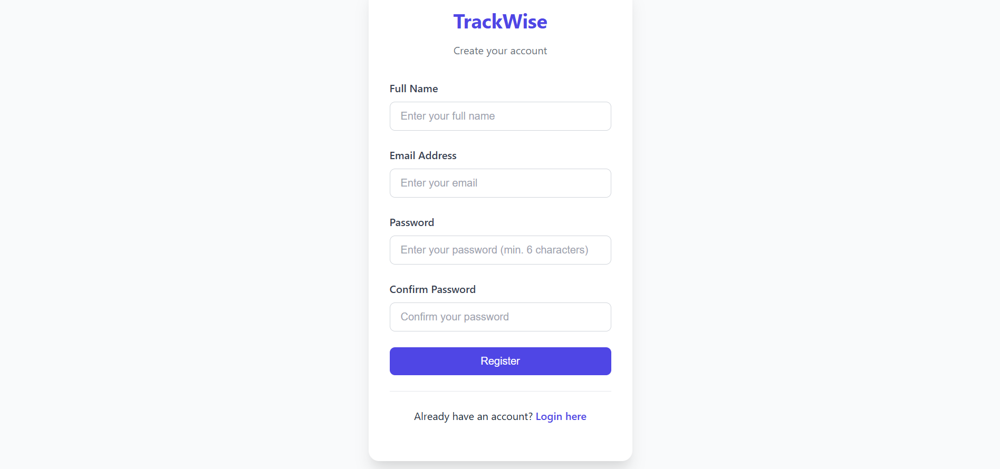 TrackWise
Create your account
Full Name
Enter your full name
Email Address
Enter your email
Password
Enter your password (min. 6 characters)
Confirm Password
Confirm your password
Register
Already have an account? Login here